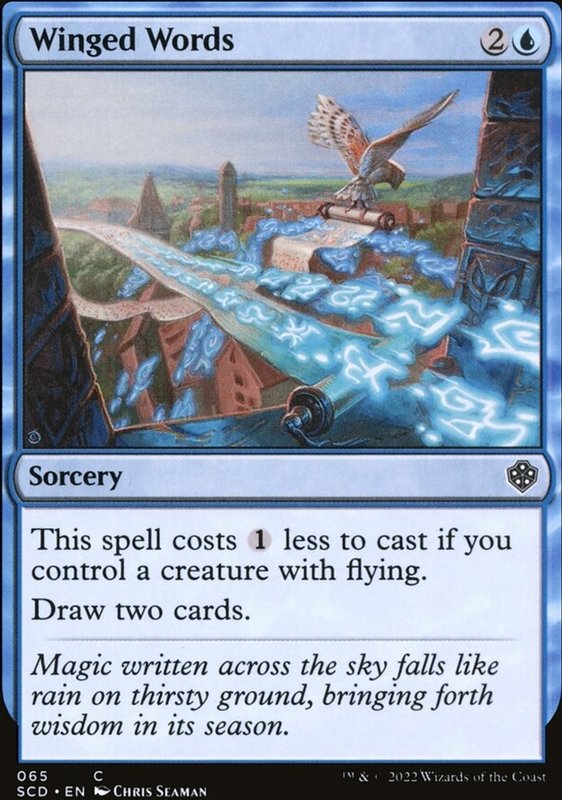 Winged Words 2
Sorcery
This spell costs 1 less to cast if you
control a creature with flying.
Draw two cards.
Magic written across the sky falls like
rain on thirsty ground, bringing forth
wisdom in its season.
065 C
SCD • EN Chris Seaman
™ & © 2022 Wizards of the Coast